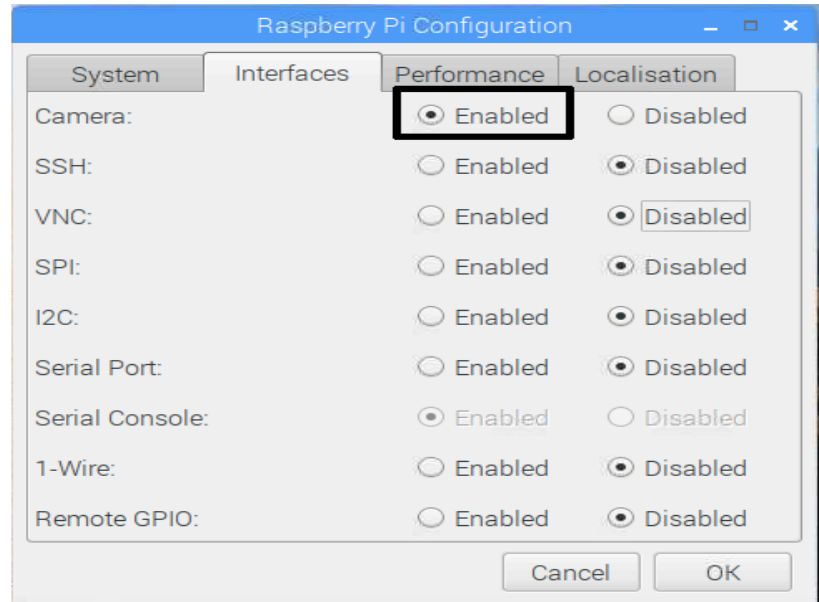 Raspberry Pi Configuration
System Interfaces Performance Localisation
Camera: Enabled Disabled
SSH: Enabled Disabled
VNC: Enabled Disabled
SPI: Enabled Disabled
I2C: Enabled Disabled
Serial Port: Enabled Disabled
Serial Console: Enabled Disabled
1-Wire: Enabled Disabled
Remote GPIO: Enabled Disabled
Cancel OK